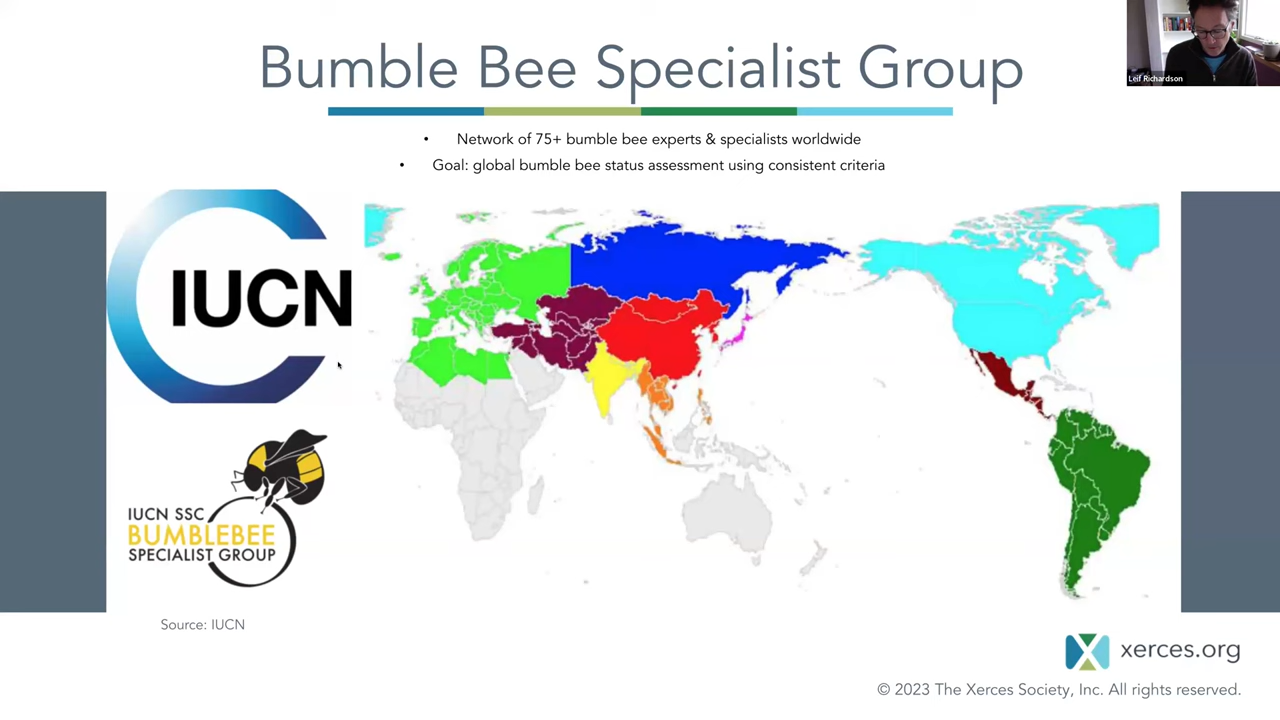 Bumble Bee Specialist Group
Leif Richardson
• Network of 75+ bumble bee experts & specialists worldwide
• Goal: global bumble bee status assessment using consistent criteria
IUCN
IUCN SSC
BUMBLEBEE
SPECIALIST GROUP
Source: IUCN
xerces.org
© 2023 The Xerces Society, Inc. All rights reserved.